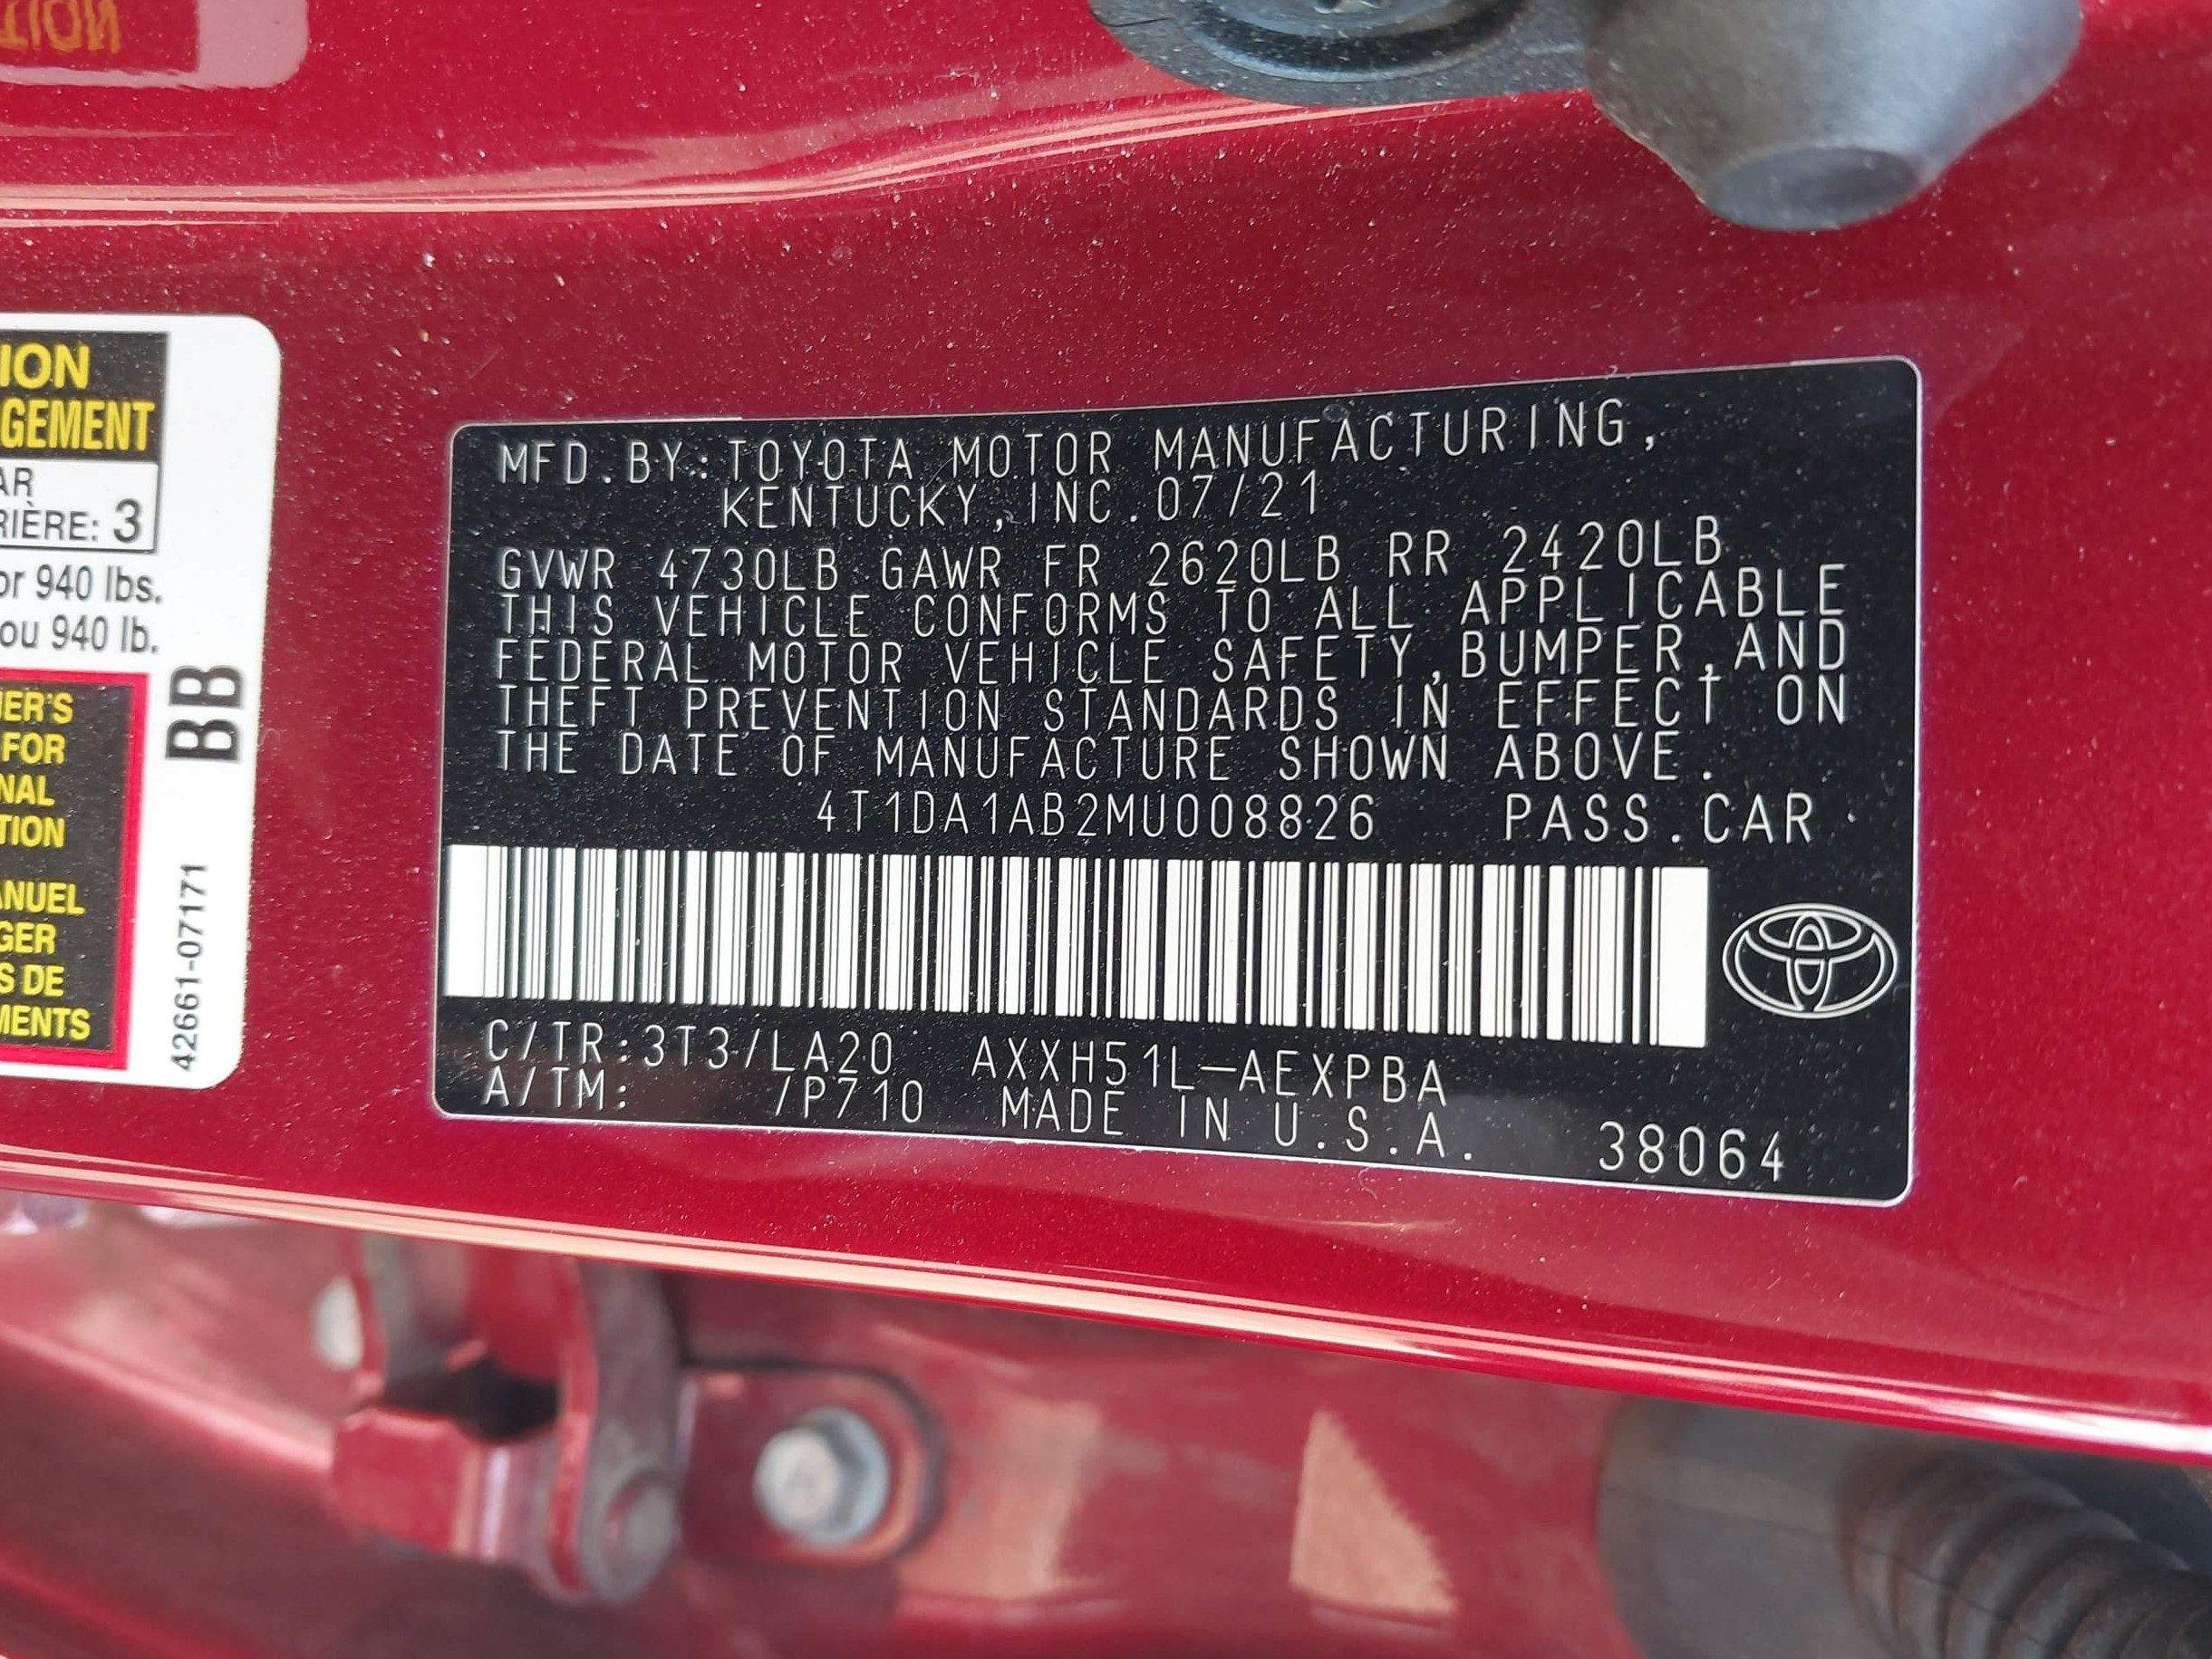 ION
GEMENT
AR
RIÈRE: 3
or 940 lbs.
ou 940 lb.
BB
ER'S
FOR
NAL
TION
ANUEL
GER
S DE
MENTS
42661-07171
MFD.BY:TOYOTA MOTOR MANUFACTURING,
KENTUCKY,INC.07/21
GVWR 4730LB GAWR FR 2620LB RR 2420LB
THIS VEHICLE CONFORMS TO ALL APPLICABLE
FEDERAL MOTOR VEHICLE SAFETY,BUMPER,AND
THEFT PREVENTION STANDARDS IN EFFECT ON
THE DATE OF MANUFACTURE SHOWN ABOVE.
4T1DA1AB2MU008826 PASS.CAR
C/TR:3T3/LA20 AXXH51L-AEXPBA
A/TM: /P710 MADE IN U.S.A.
38064